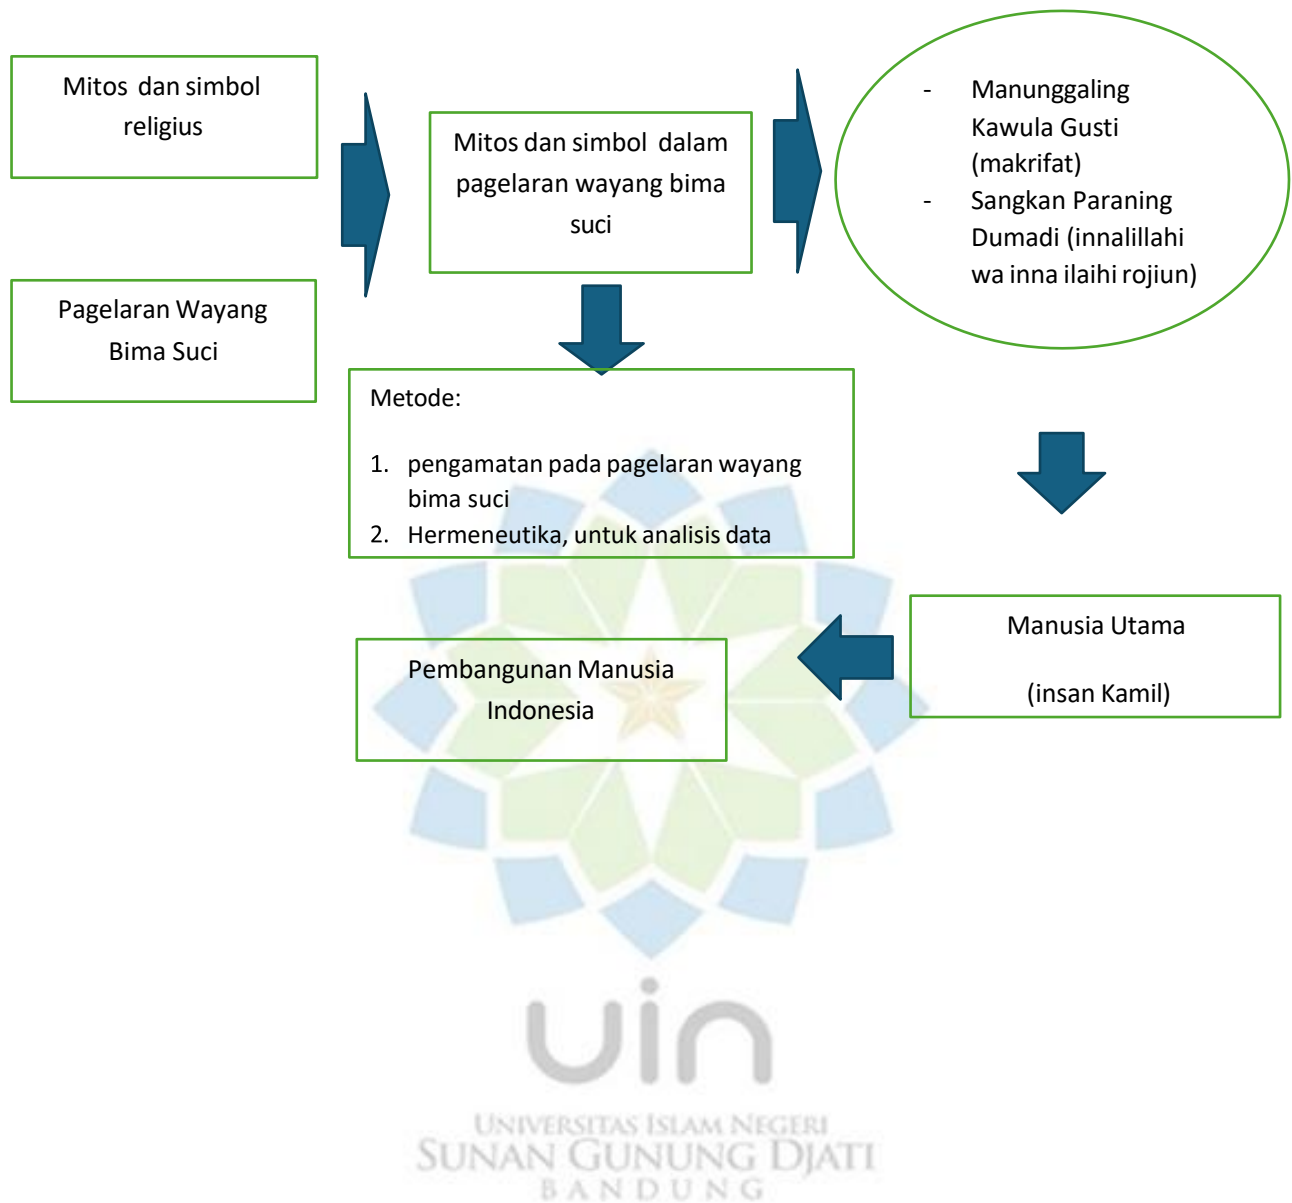 Mitos dan simbol
religius
Pagelaran Wayang
Bima Suci
Mitos dan simbol dalam
pagelaran wayang bima
suci
- Manunggaling
Kawula Gusti
(makrifat)
- Sangkan Paraning
Dumadi (innalillahi
wa inna ilaihi rojiun)
Metode:
1. pengamatan pada pagelaran wayang
bima suci
2. Hermeneutika, untuk analisis data
Manusia Utama
(insan Kamil)
Pembangunan Manusia
Indonesia
uin
UNIVERSITAS ISLAM NEGERI
SUNAN GUNUNG DJATI
BANDUNG